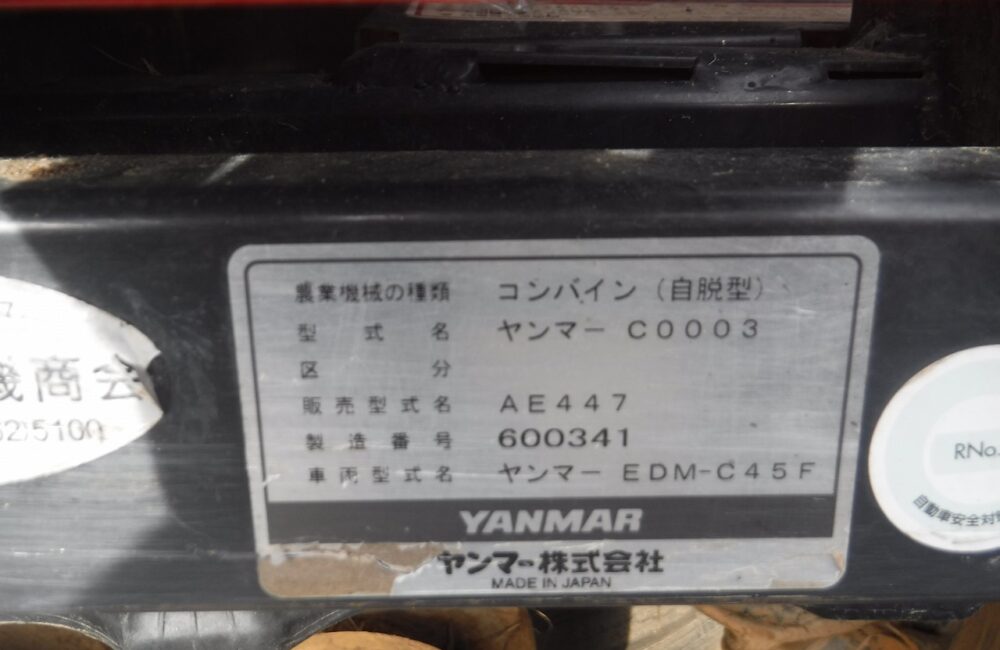 農業機械の種類 コンバイン（自脱型）
型式名 ヤンマー C0003
区分
販売型式名 AE447
製造番号 600341
車両型式名 ヤンマー EDM-C45F
YANMAR
ヤンマー株式会社
MADE IN JAPAN
機商会
62)5100
RNo.
自動車安全対